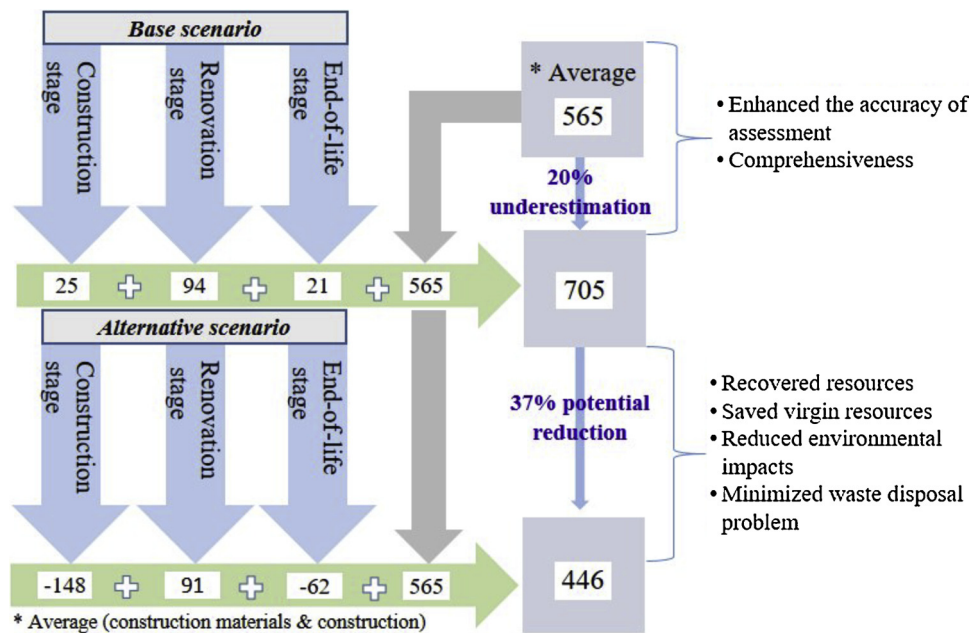 Base scenario
Construction
stage
Renovation
stage
End-of-life
stage
* Average
565
20%
underestimation
• Enhanced the accuracy of
assessment
• Comprehensiveness
25 + 94 + 21 + 565
705
Alternative scenario
Construction
stage
Renovation
stage
End-of-life
stage
37% potential
reduction
• Recovered resources
• Saved virgin resources
• Reduced environmental
impacts
• Minimized waste disposal
problem
-148 + 91 + -62 + 565
446
* Average (construction materials & construction)